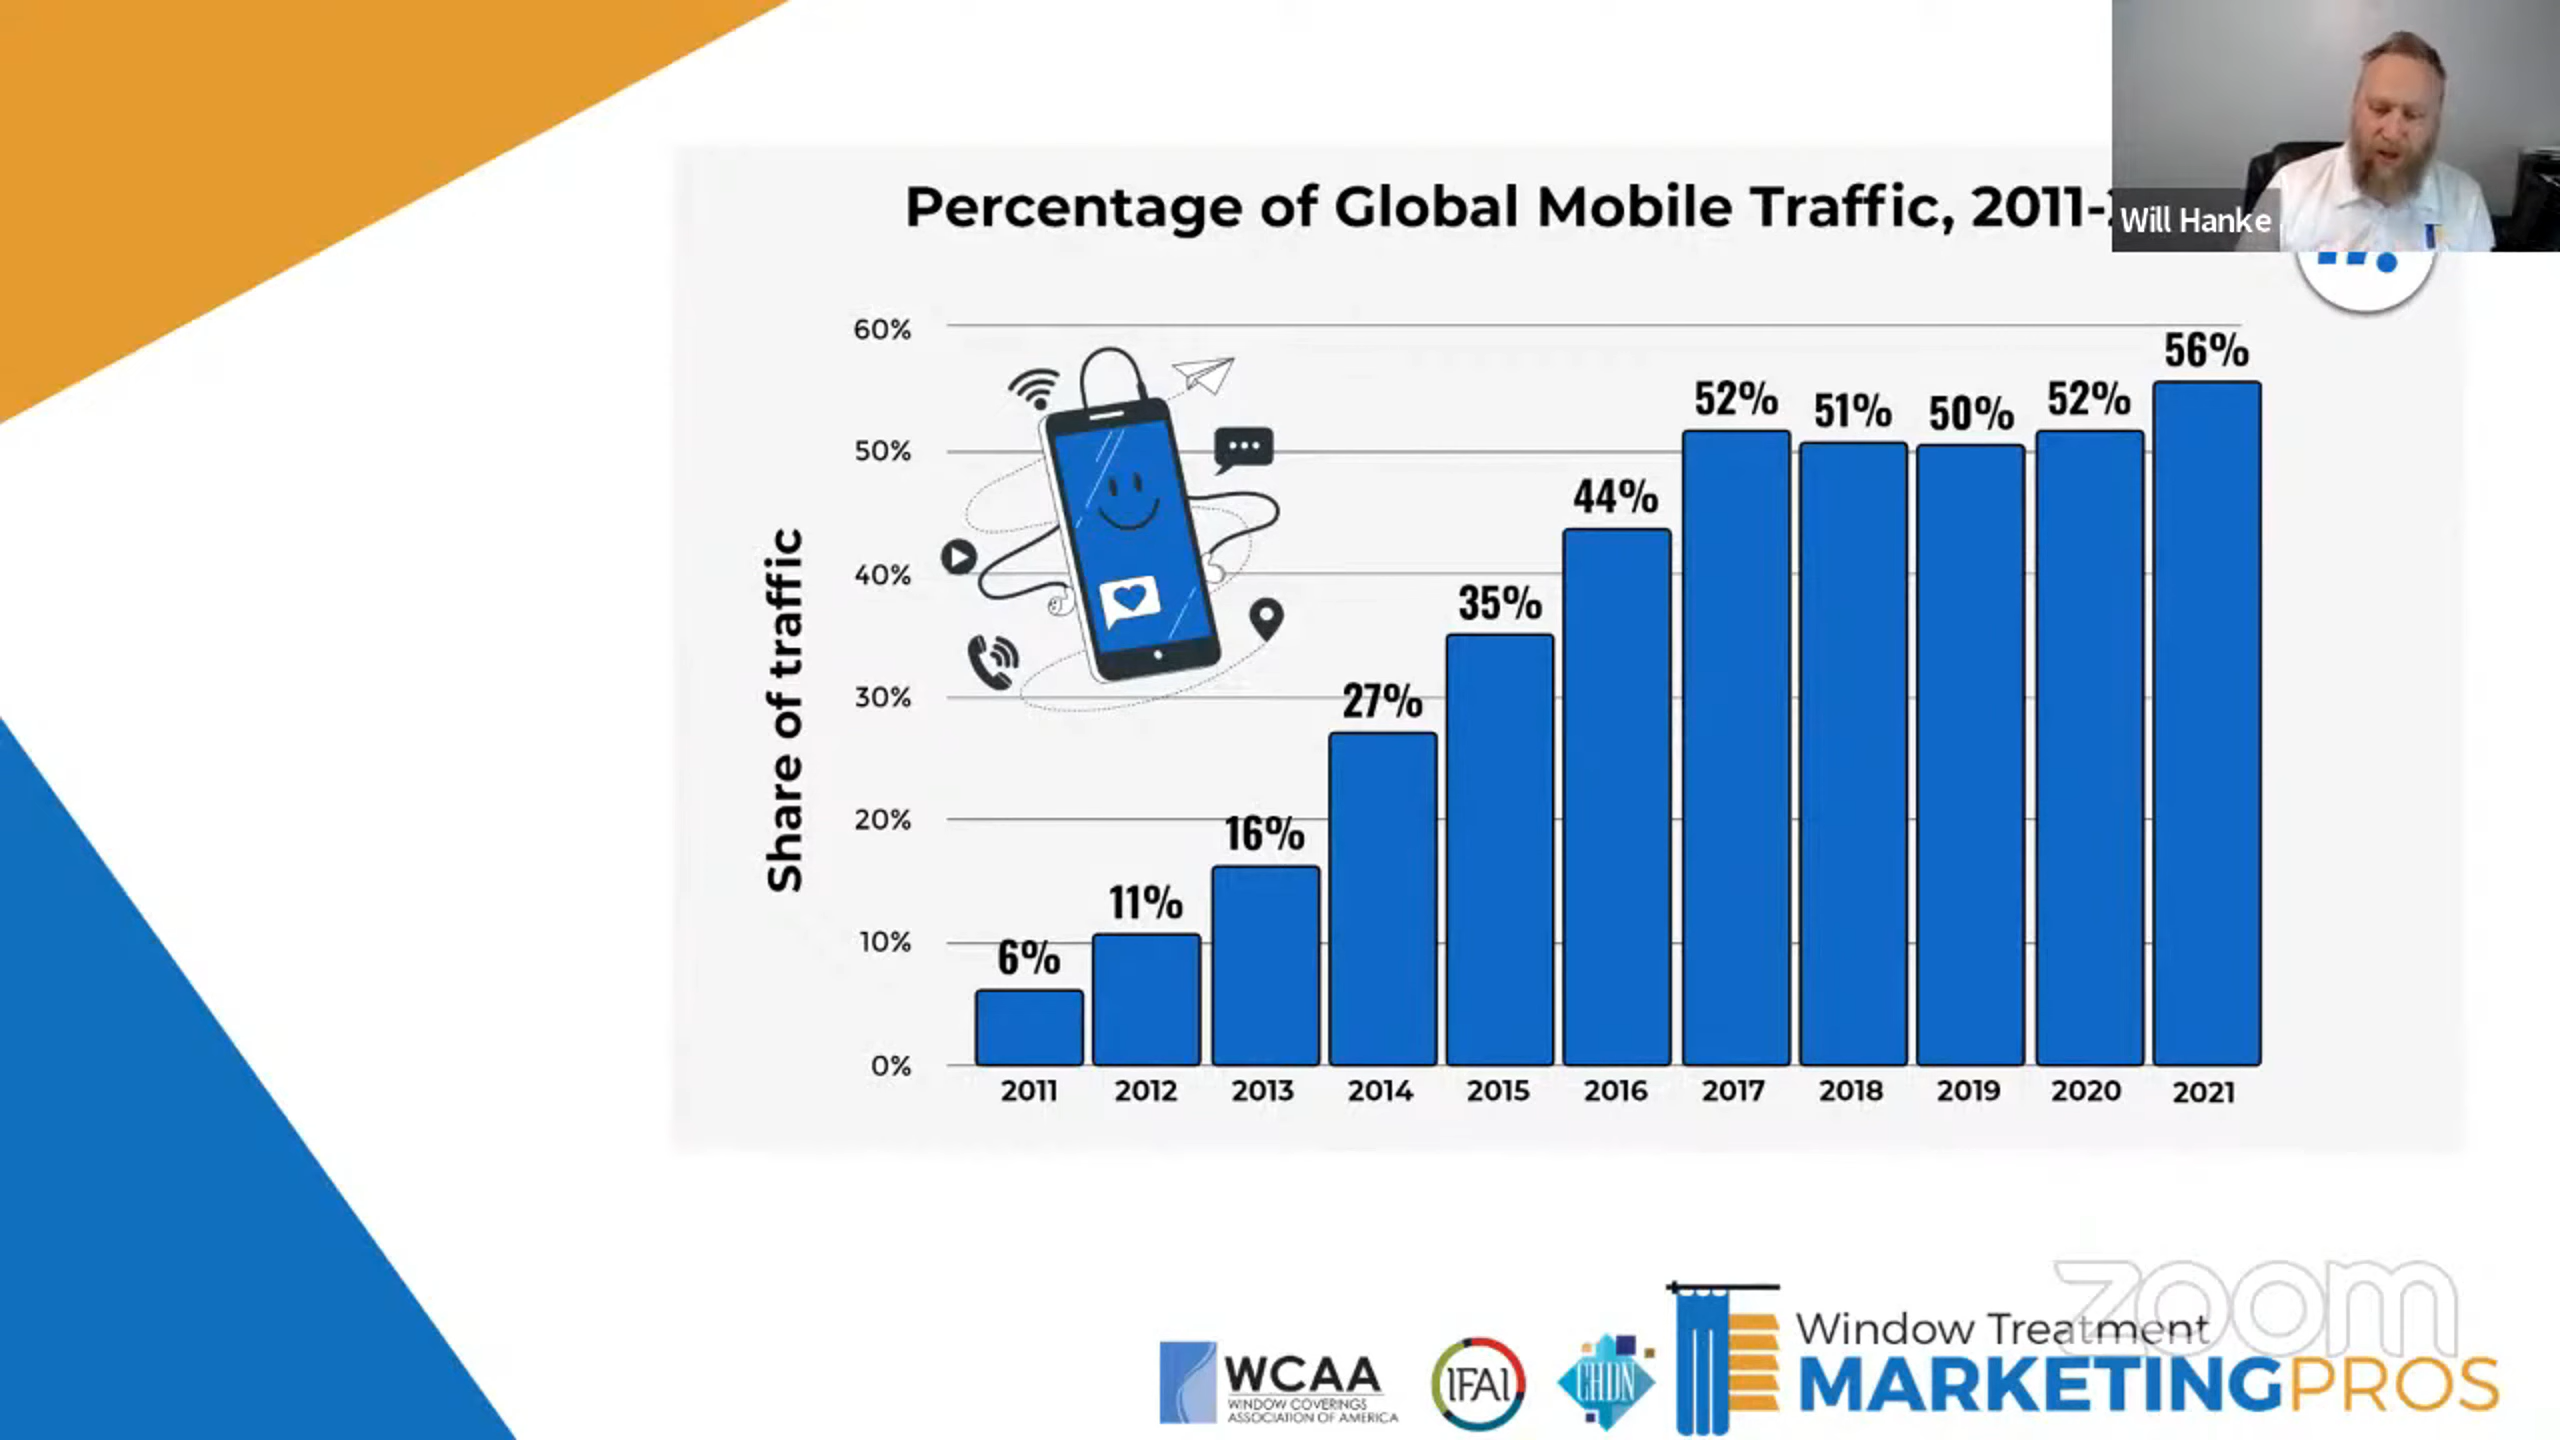 Percentage of Global Mobile Traffic, 2011-
Will Hanke
Share of traffic
60%
50%
40%
30%
20%
10%
0%
6%
11%
16%
27%
35%
44%
52%
51%
50%
52%
56%
2011 2012 2013 2014 2015 2016 2017 2018 2019 2020 2021
WCAA
WINDOW COVERINGS
ASSOCIATION OF AMERICA
IFAI
CHDN
Window Treatment
MARKETINGPROS
zoom